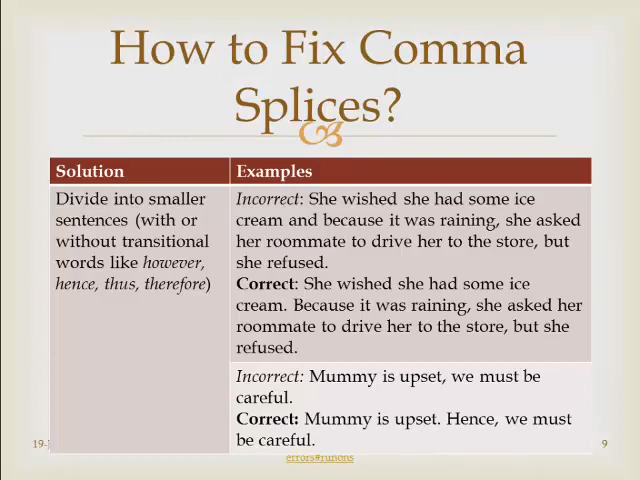 How to Fix Comma
Splices?
Solution
Examples
Divide into smaller
sentences (with or
without transitional
words like however,
hence, thus, therefore)
Incorrect: She wished she had some ice
cream and because it was raining, she asked
her roommate to drive her to the store, but
she refused.
Correct: She wished she had some ice
cream. Because it was raining, she asked her
roommate to drive her to the store, but she
refused.
Incorrect: Mummy is upset, we must be
careful.
Correct: Mummy is upset. Hence, we must
be careful.
errors#runons
9